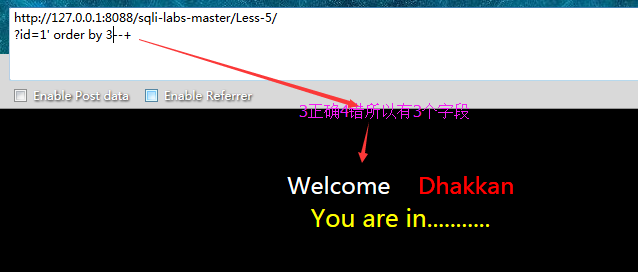 http://127.0.0.1:8088/sqli-labs-master/Less-5/
?id=1' order by 3--+
Enable Post data Enable Referrer
3正确4错所以有3个字段
Welcome Dhakkan
You are in...........